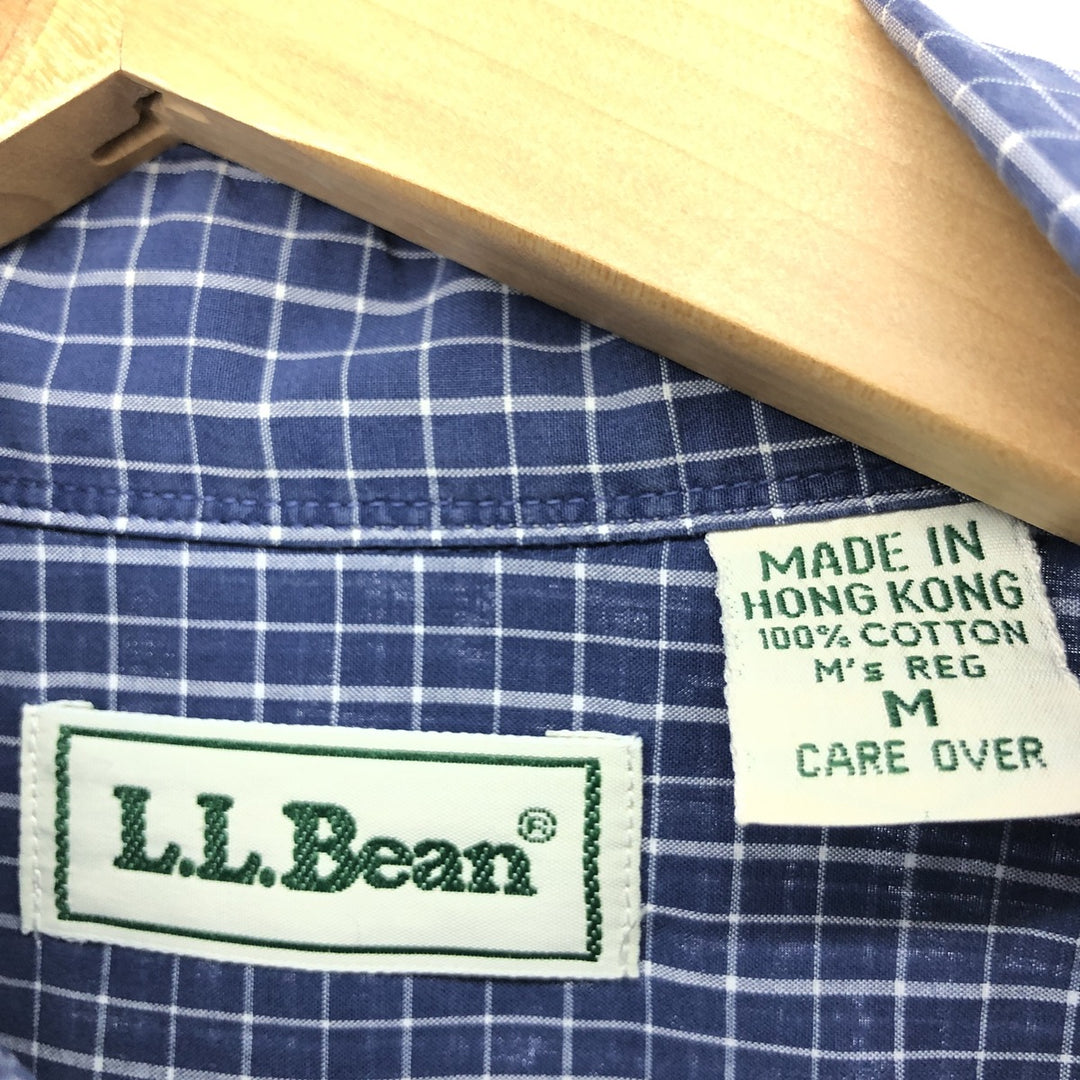 MADE IN
HONG KONG
100% COTTON
M's REG
M
CARE OVER
L.L.Bean®